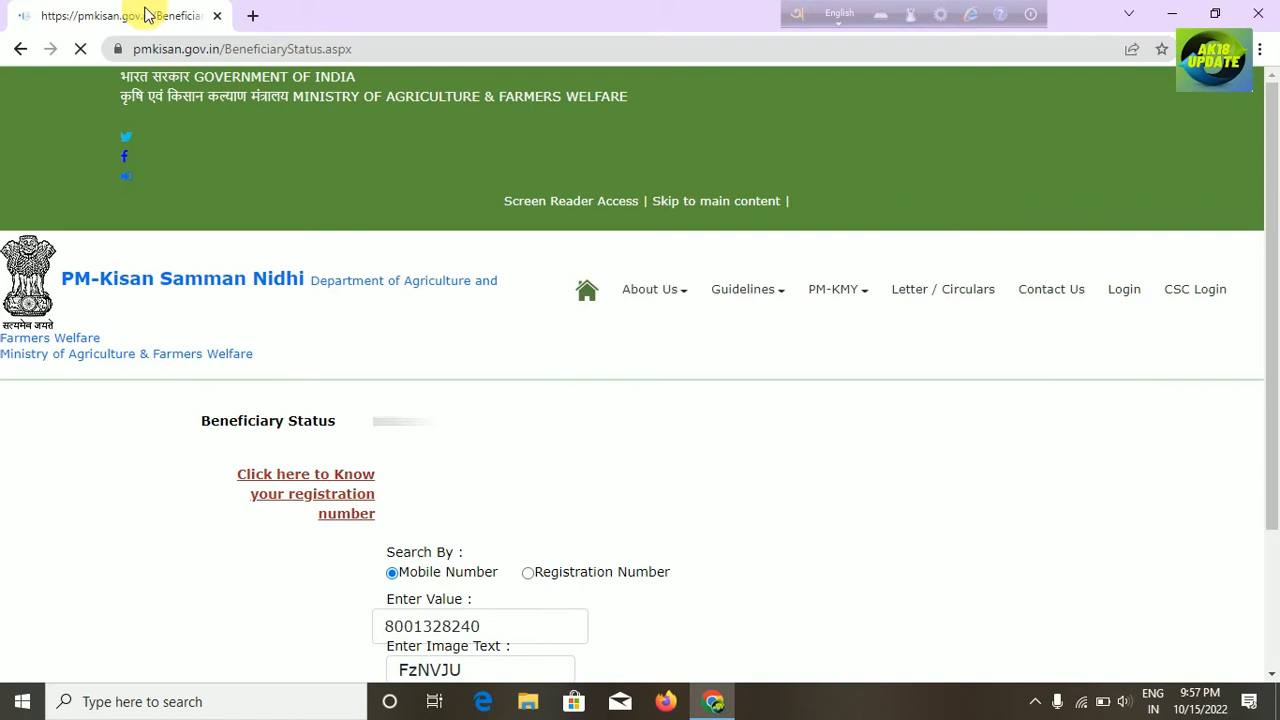 https://pmkisan.gov.in/Beneficiar
English
pmkisan.gov.in/BeneficiaryStatus.aspx
AK18
UPDATE
भारत सरकार GOVERNMENT OF INDIA
कृषि एवं किसान कल्याण मंत्रालय MINISTRY OF AGRICULTURE & FARMERS WELFARE
Screen Reader Access | Skip to main content |
सत्यमेव जयते
PM-Kisan Samman Nidhi Department of Agriculture and
Farmers Welfare
Ministry of Agriculture & Farmers Welfare
About Us Guidelines PM-KMY Letter / Circulars Contact Us Login CSC Login
Beneficiary Status
Click here to Know
your registration
number
Search By :
Mobile Number Registration Number
Enter Value :
8001328240
Enter Image Text :
FzNVJU
Type here to search
ENG
IN
9:57 PM
10/15/2022